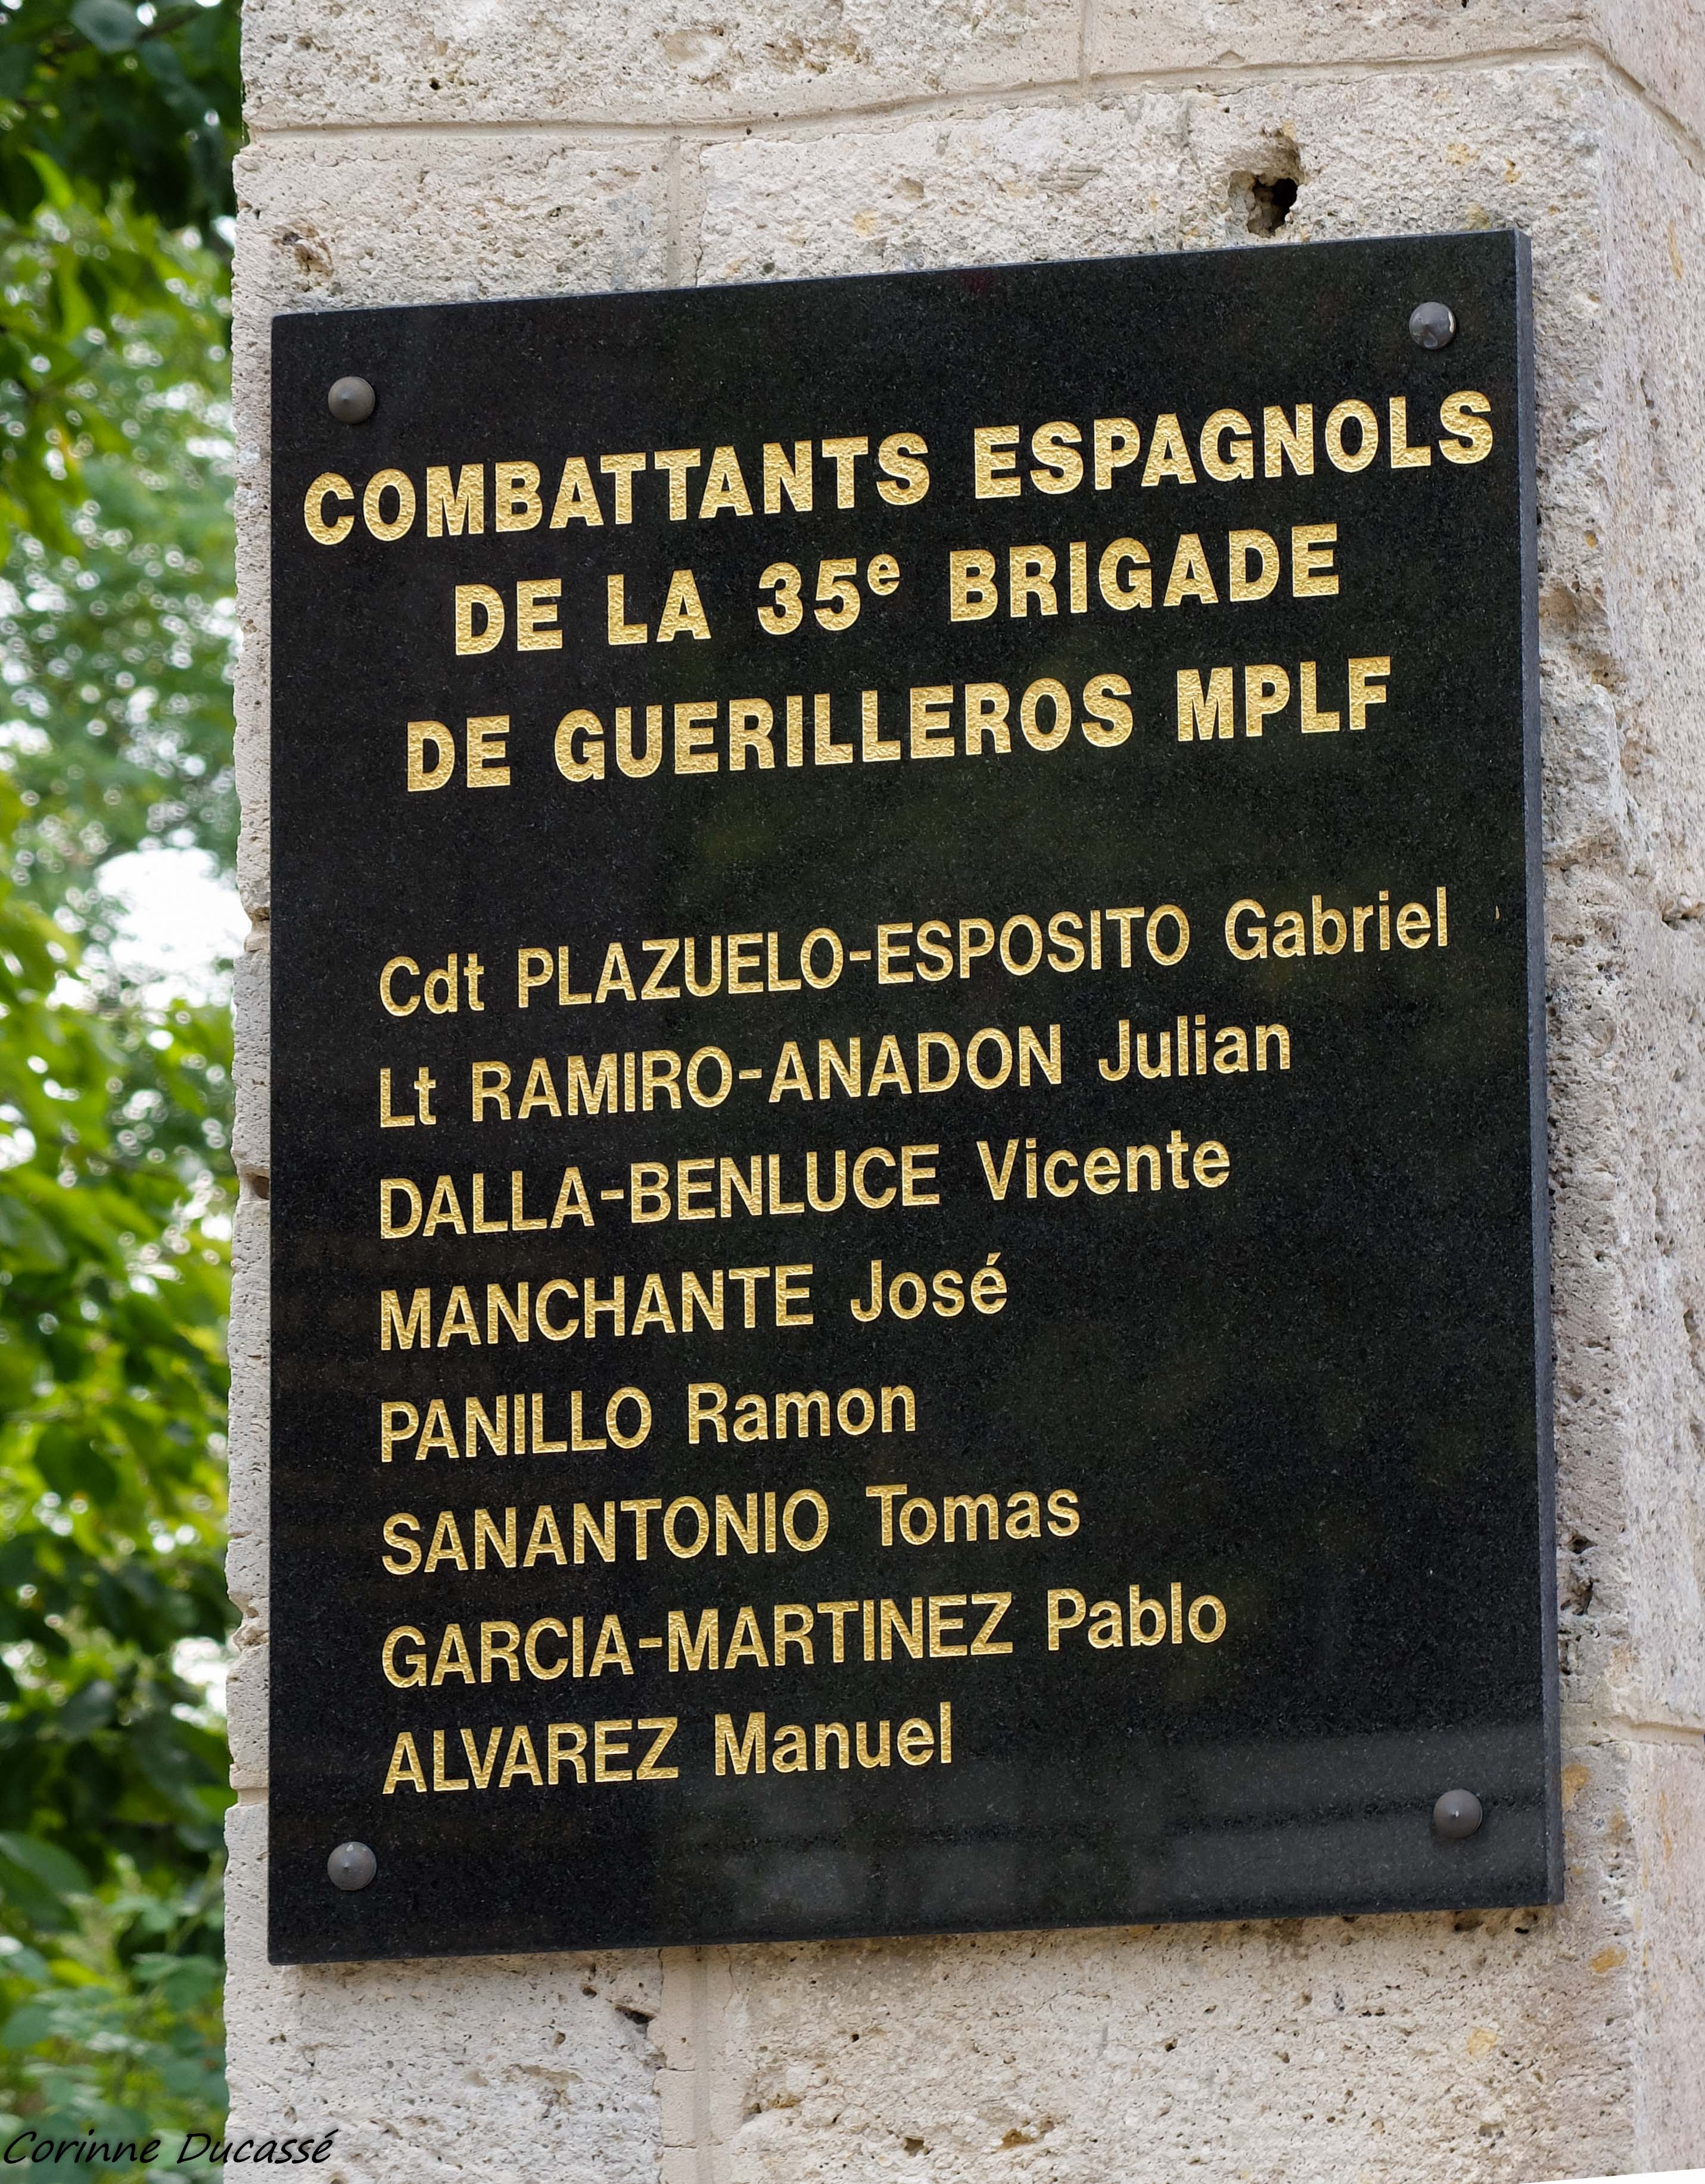 COMBATTANTS ESPAGNOLS
DE LA 35e BRIGADE
DE GUERILLEROS MPLF
Cdt PLAZUELO-ESPOSITO Gabriel
Lt RAMIRO-ANADON Julian
DALLA-BENLUCE Vicente
MANCHANTE José
PANILLO Ramon
SANANTONIO Tomas
GARCIA-MARTINEZ Pablo
ALVAREZ Manuel
Corinne Ducassé